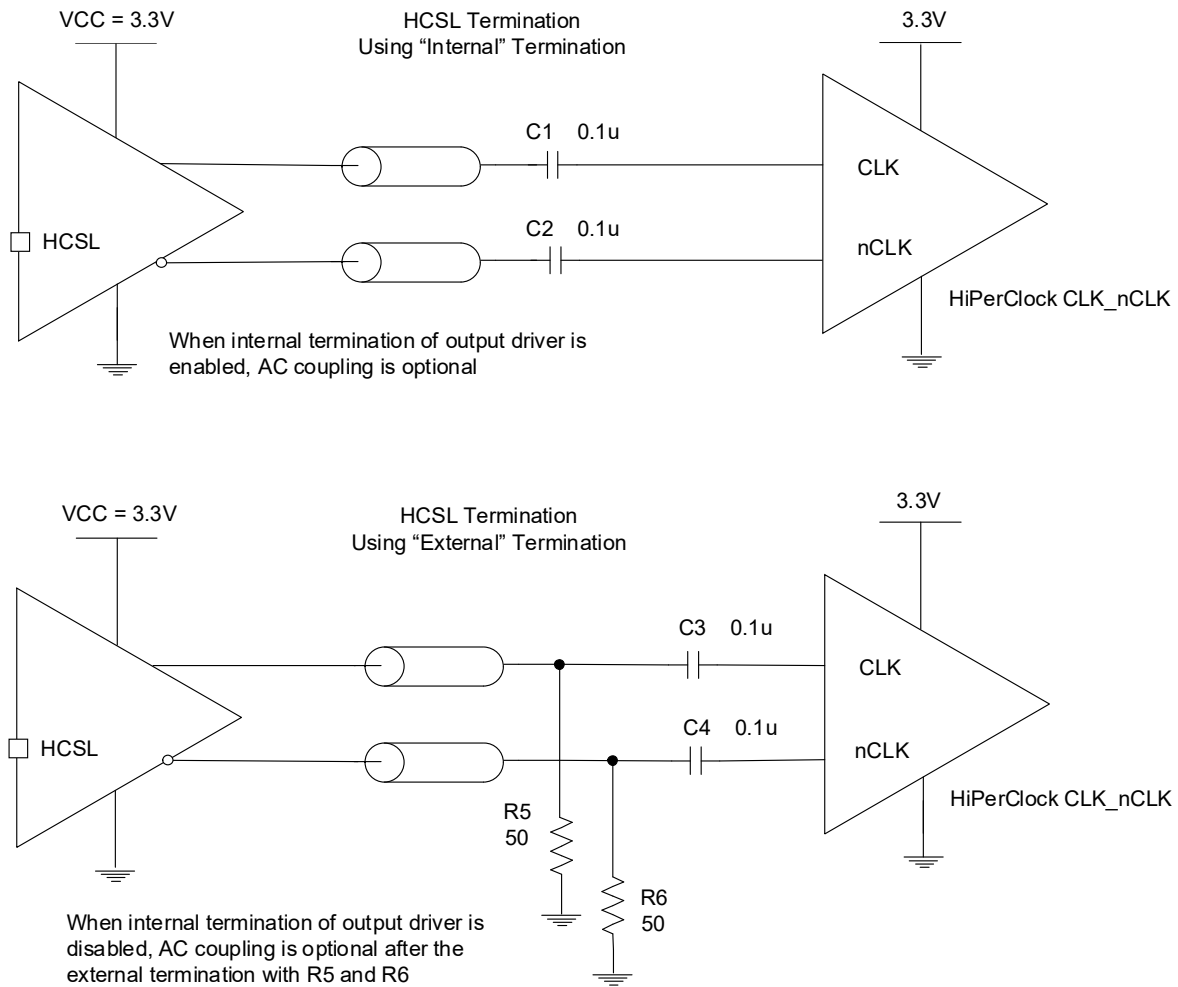 VCC = 3.3V
HCSL Termination
Using “Internal” Termination
3.3V
C1 0.1u
CLK
HCSL
C2 0.1u
nCLK
HiPerClock CLK_nCLK
When internal termination of output driver is
enabled, AC coupling is optional
VCC = 3.3V
HCSL Termination
Using “External” Termination
3.3V
C3 0.1u
CLK
HCSL
C4 0.1u
nCLK
HiPerClock CLK_nCLK
R5
50
R6
50
When internal termination of output driver is
disabled, AC coupling is optional after the
external termination with R5 and R6